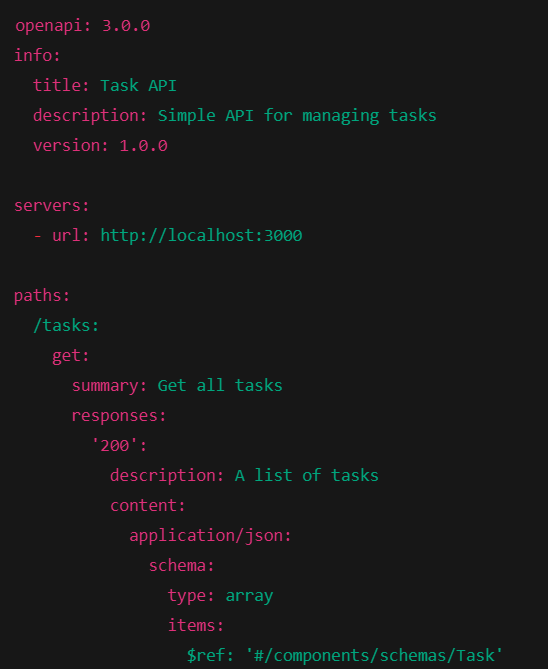 openapi: 3.0.0
info:
  title: Task API
  description: Simple API for managing tasks
  version: 1.0.0

servers:
  - url: http://localhost:3000

paths:
  /tasks:
    get:
      summary: Get all tasks
      responses:
        '200':
          description: A list of tasks
          content:
            application/json:
              schema:
                type: array
                items:
                  $ref: '#/components/schemas/Task'